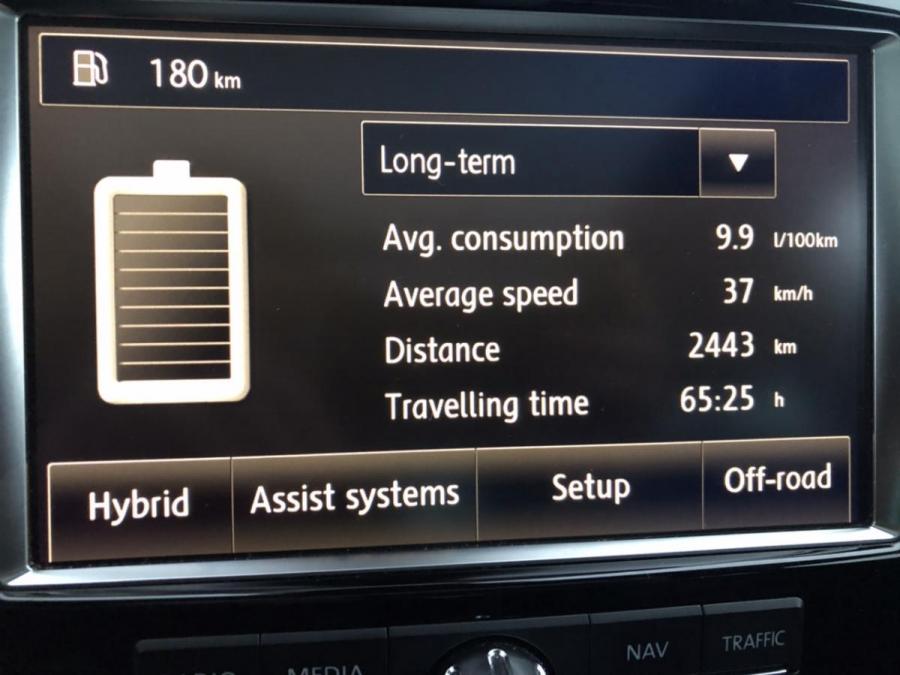 180 km
Long-term
Avg. consumption 9.9 l/100km
Average speed 37 km/h
Distance 2443 km
Travelling time 65:25 h
Hybrid Assist systems Setup Off-road
MEDIA NAV TRAFFIC